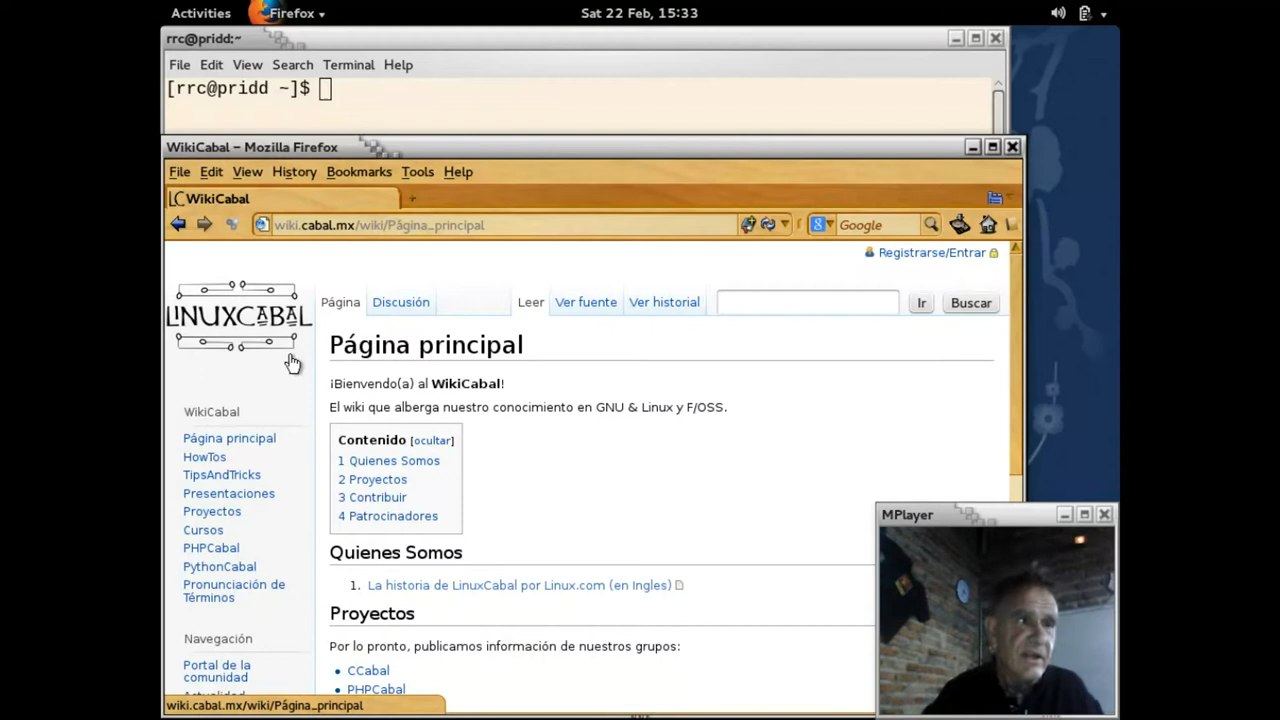 Activities Firefox Sat 22 Feb, 15:33
rrc@pridd:~
File Edit View Search Terminal Help
[rrc@pridd ~]$
WikiCabal – Mozilla Firefox
File Edit View History Bookmarks Tools Help
LC WikiCabal +
wiki.cabal.mx/wiki/Página_principal
8 Google
Registrarse/Entrar
LINUXCABAL
Página Discusión Leer Ver fuente Ver historial Ir Buscar
Página principal
¡Bienvendo(a) al WikiCabal!
El wiki que alberga nuestro conocimiento en GNU & Linux y F/OSS.
Contenido [ocultar]
1 Quienes Somos
2 Proyectos
3 Contribuir
4 Patrocinadores
Quienes Somos
1. La historia de LinuxCabal por Linux.com (en Ingles)
Proyectos
Por lo pronto, publicamos información de nuestros grupos:
• CCabal
• PHPCabal
WikiCabal
Página principal
HowTos
TipsAndTricks
Presentaciones
Proyectos
Cursos
PHPCabal
PythonCabal
Pronunciación de
Términos
Navegación
Portal de la
comunidad
Actualidad
wiki.cabal.mx/wiki/Página_principal
MPlayer